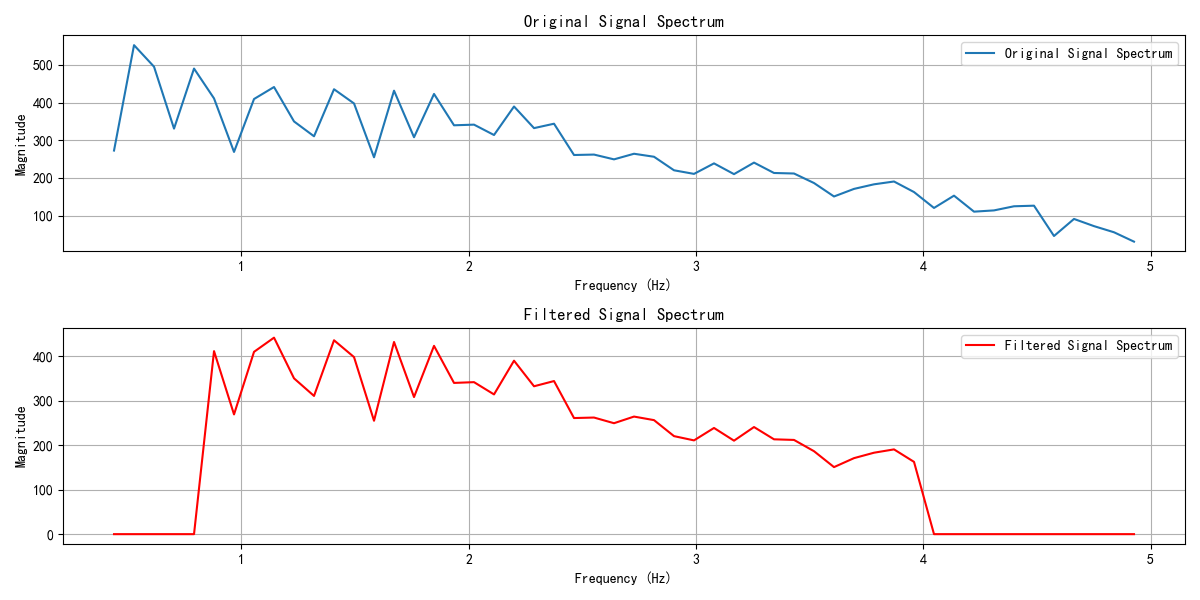 Original Signal Spectrum
Original Signal Spectrum
Magnitude
500
400
300
200
100
1 2 3 4 5
Frequency (Hz)
Filtered Signal Spectrum
Filtered Signal Spectrum
Magnitude
400
300
200
100
0
1 2 3 4 5
Frequency (Hz)